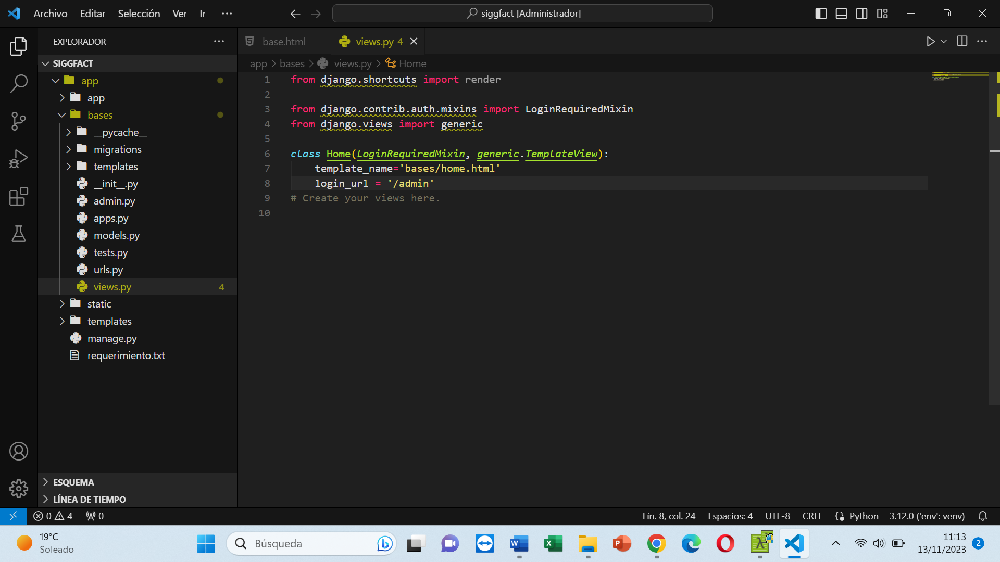 Archivo Editar Selección Ver Ir ··· siggfact [Administrador]
EXPLORADOR ···
SIGGFACT
app
app
bases
__pycache__
migrations
templates
__init__.py
admin.py
apps.py
models.py
tests.py
urls.py
views.py 4
static
templates
manage.py
requerimiento.txt
ESQUEMA
LÍNEA DE TIEMPO
base.html views.py 4
app > bases > views.py > Home
1 from django.shortcuts import render
2
3 from django.contrib.auth.mixins import LoginRequiredMixin
4 from django.views import generic
5
6 class Home(LoginRequiredMixin, generic.TemplateView):
7 template_name='bases/home.html'
8 login_url = '/admin'
9 # Create your views here.
10
0 4 0 Lín. 8, col. 24 Espacios: 4 UTF-8 CRLF Python 3.12.0 ('env': venv)
19°C
Soleado
Búsqueda
11:13
13/11/2023
2